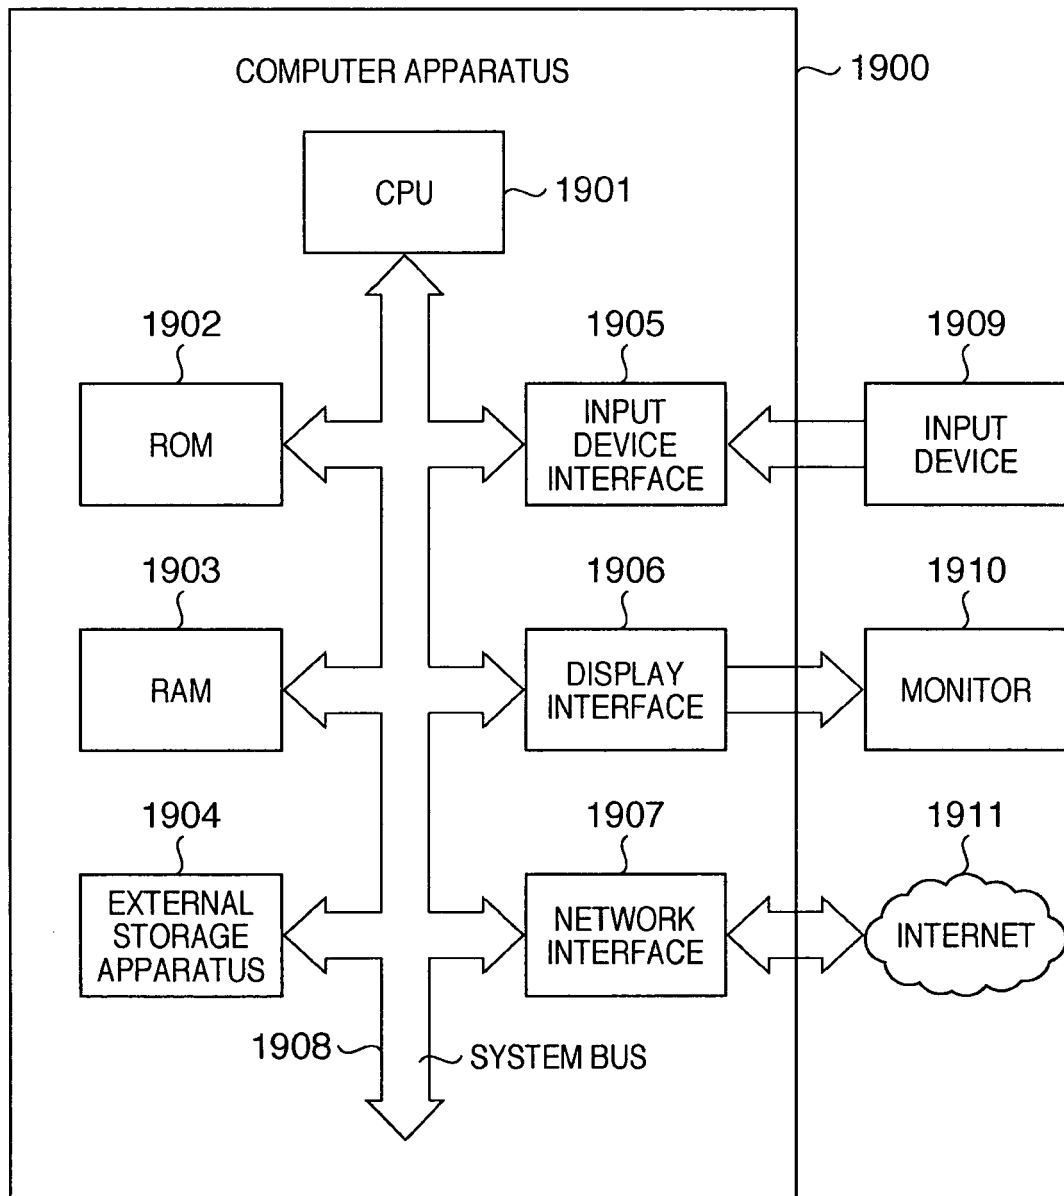 COMPUTER APPARATUS
1900
CPU
1901
1902
1905
1909
ROM
INPUT
DEVICE
INTERFACE
INPUT
DEVICE
1903
1906
1910
RAM
DISPLAY
INTERFACE
MONITOR
1904
1907
1911
EXTERNAL
STORAGE
APPARATUS
NETWORK
INTERFACE
INTERNET
1908
SYSTEM BUS